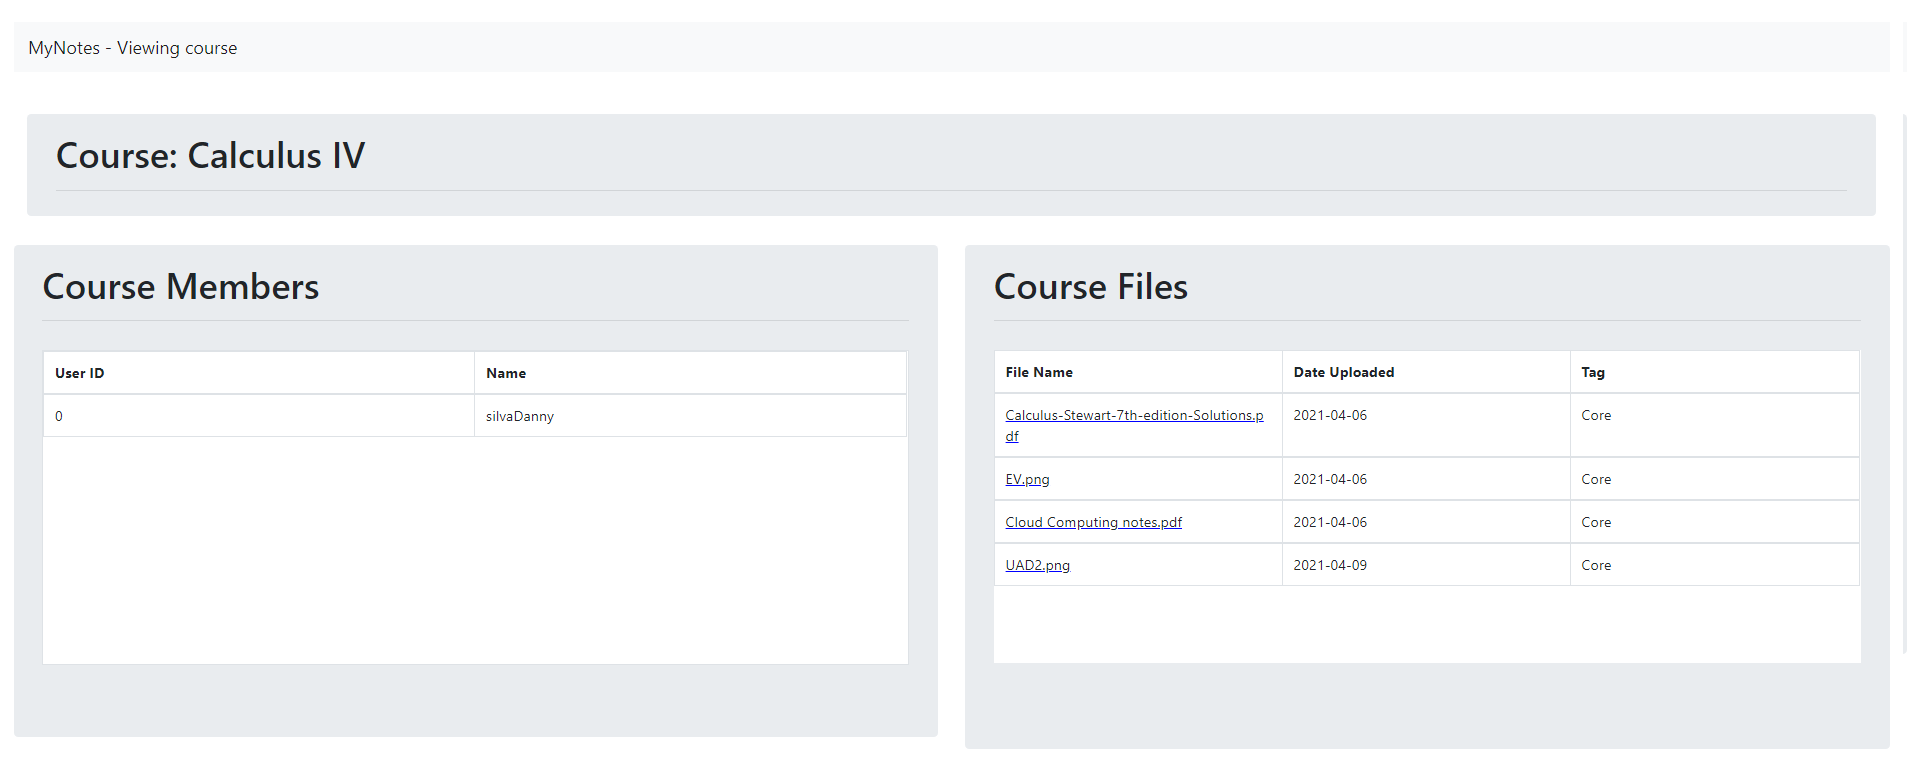 MyNotes - Viewing course
Course: Calculus IV
Course Members
User ID Name
0 silvaDanny
Course Files
File Name Date Uploaded Tag
Calculus-Stewart-7th-edition-Solutions.p 2021-04-06 Core
df
EV.png 2021-04-06 Core
Cloud Computing notes.pdf 2021-04-06 Core
UAD2.png 2021-04-09 Core